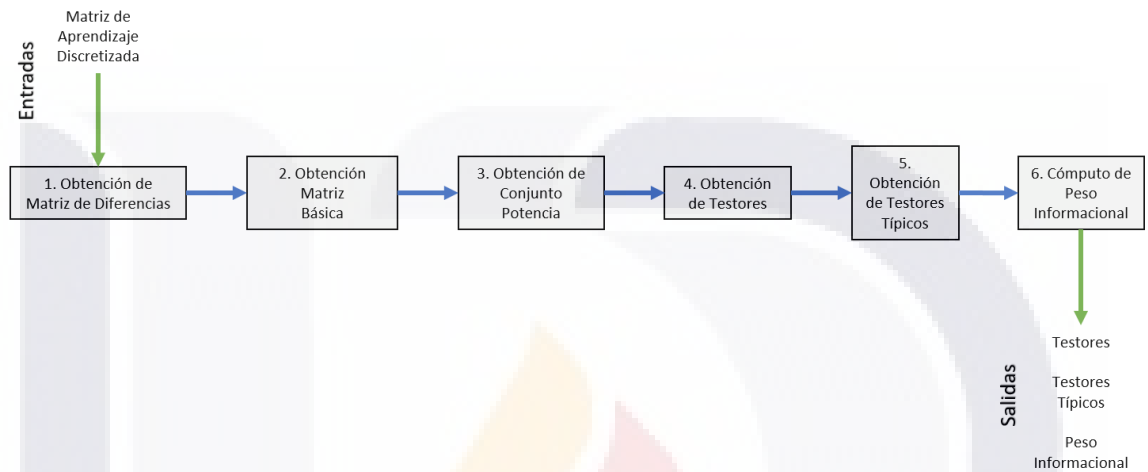 Entradas
Matriz de
Aprendizaje
Discretizada
1. Obtención de
Matriz de Diferencias
2. Obtención
Matriz
Básica
3. Obtención de
Conjunto
Potencia
4. Obtención
de Testores
5.
Obtención
de Testores
Típicos
6. Cómputo de
Peso
Informacional
Salidas
Testores
Testores
Típicos
Peso
Informacional